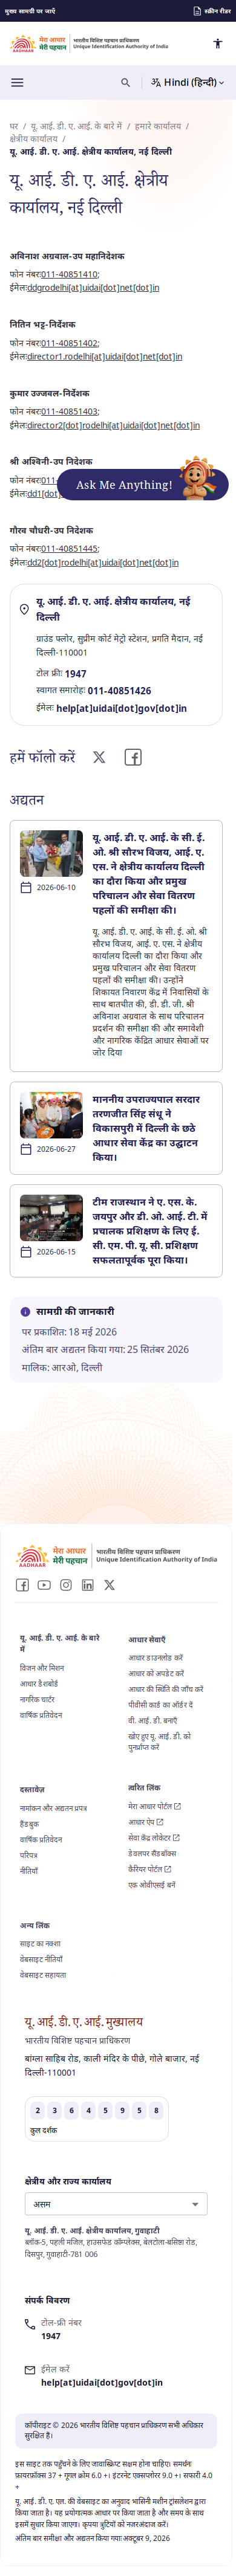 मुख्य सामग्री पर जाएँ
स्क्रीन रीडर
मेरा आधार
मेरी पहचान
भारतीय विशिष्ट पहचान प्राधिकरण
Unique Identification Authority of India
AADHAAR
Hindi (हिन्दी)
घर / यू. आई. डी. ए. आई. के बारे में / हमारे कार्यालय /
क्षेत्रीय कार्यालय /
यू. आई. डी. ए. आई. क्षेत्रीय कार्यालय, नई दिल्ली
यू. आई. डी. ए. आई. क्षेत्रीय
कार्यालय, नई दिल्ली
अविनाश अग्रवाल-उप महानिदेशक
फोन नंबर:011-40851410;
ईमेल:ddgrodelhi[at]uidai[dot]net[dot]in
नितिन भट्ट-निर्देशक
फोन नंबर:011-40851402;
ईमेल:director1.rodelhi[at]uidai[dot]net[dot]in
कुमार उज्जवल-निर्देशक
फोन नंबर:011-40851403;
ईमेल:director2[dot]rodelhi[at]uidai[dot]net[dot]in
श्री अश्विनी-उप निदेशक
फोन नंबर:011-
Ask Me Anything!
ईमेल:dd1[dot]
गौरव चौधरी-उप निदेशक
फोन नंबर:011-40851445;
ईमेल:dd2[dot]rodelhi[at]uidai[dot]net[dot]in
यू. आई. डी. ए. आई. क्षेत्रीय कार्यालय, नई
दिल्ली
ग्राउंड फ्लोर, सुप्रीम कोर्ट मेट्रो स्टेशन, प्रगति मैदान, नई
दिल्ली-110001
टोल फ्री: 1947
स्वागत समारोह: 011-40851426
ईमेल: help[at]uidai[dot]gov[dot]in
हमें फॉलो करें
अद्यतन
यू. आई. डी. ए. आई. के सी. ई.
ओ. श्री सौरभ विजय, आई. ए.
एस. ने क्षेत्रीय कार्यालय दिल्ली
का दौरा किया और प्रमुख
परिचालन और सेवा वितरण
पहलों की समीक्षा की।
2026-06-10
यू. आई. डी. ए. आई. के सी. ई. ओ. श्री
सौरभ विजय, आई. ए. एस. ने क्षेत्रीय
कार्यालय दिल्ली का दौरा किया और
प्रमुख परिचालन और सेवा वितरण
पहलों की समीक्षा की। उन्होंने
शिकायत निवारण केंद्र में निवासियों के
साथ बातचीत की, डी. डी. जी. श्री
अविनाश अग्रवाल के साथ परिचालन
प्रदर्शन की समीक्षा की और समावेशी
और नागरिक केंद्रित आधार सेवाओं पर
जोर दिया
माननीय उपराज्यपाल सरदार
तरणजीत सिंह संधू ने
विकासपुरी में दिल्ली के छठे
आधार सेवा केंद्र का उद्घाटन
किया।
2026-06-27
टीम राजस्थान ने ए. एस. के.
जयपुर और डी. ओ. आई. टी. में
प्रचालक प्रशिक्षण के लिए ई.
सी. एम. पी. यू. सी. प्रशिक्षण
सफलतापूर्वक पूरा किया।
2026-06-15
सामग्री की जानकारी
पर प्रकाशित: 18 मई 2026
अंतिम बार अद्यतन किया गया: 25 सितंबर 2026
मालिक: आरओ, दिल्ली
मेरा आधार
मेरी पहचान
भारतीय विशिष्ट पहचान प्राधिकरण
Unique Identification Authority of India
AADHAAR
यू. आई. डी. ए. आई. के बारे
में
विजन और मिशन
आधार डैशबोर्ड
नागरिक चार्टर
वार्षिक प्रतिवेदन
आधार सेवाएँ
आधार डाउनलोड करें
आधार को अपडेट करें
आधार की स्थिति की जाँच करें
पीवीसी कार्ड का ऑर्डर दें
वी. आई. डी. बनाएँ
खोए हुए यू. आई. डी. को
पुनर्प्राप्त करें
दस्तावेज़
नामांकन और अद्यतन प्रपत्र
हैंडबुक
वार्षिक प्रतिवेदन
परिपत्र
नीतियाँ
त्वरित लिंक
मेरा आधार पोर्टल
आधार ऐप
सेवा केंद्र लोकेटर
डेवलपर सैंडबॉक्स
कैरियर पोर्टल
एक ओवीएसई बनें
अन्य लिंक
साइट का नक्शा
वेबसाइट नीतियाँ
वेबसाइट सहायता
यू. आई. डी. ए. आई. मुख्यालय
भारतीय विशिष्ट पहचान प्राधिकरण
बांग्ला साहिब रोड, काली मंदिर के पीछे, गोले बाजार, नई
दिल्ली-110001
2 3 6 4 5 9 5 8
कुल दर्शक
क्षेत्रीय और राज्य कार्यालय
असम
यू. आई. डी. ए. आई. क्षेत्रीय कार्यालय, गुवाहाटी
ब्लॉक-5, पहली मंजिल, हाउसफेड कॉम्प्लेक्स, बेलटोला-बसिष्ठा रोड,
दिसपुर, गुवाहाटी-781 006
संपर्क विवरण
टोल-फ्री नंबर
1947
ईमेल करें
help[at]uidai[dot]gov[dot]in
कॉपीराइट © 2026 भारतीय विशिष्ट पहचान प्राधिकरण सभी अधिकार
सुरक्षित हैं।
इस साइट तक पहुँचने के लिए जावास्क्रिप्ट सक्षम होना चाहिए। समर्थनः
फ़ायरफ़ॉक्स 37 + गूगल क्रोम 6.0 +। इंटरनेट एक्सप्लोरर 9.0 +। सफारी 4.0
+
यू. आई. डी. ए. एल. की वेबसाइट का अनुवाद भाषिनी मशीन ट्रांसलेशन द्वारा
किया जाता है। यह प्रयोगात्मक आधार पर किया जाता है और समय के साथ
इसमें सुधार किया जाएगा। कृपया त्रुटियों को नजरअंदाज करें।
अंतिम बार समीक्षा और अद्यतन किया गयाः अक्टूबर 9, 2026